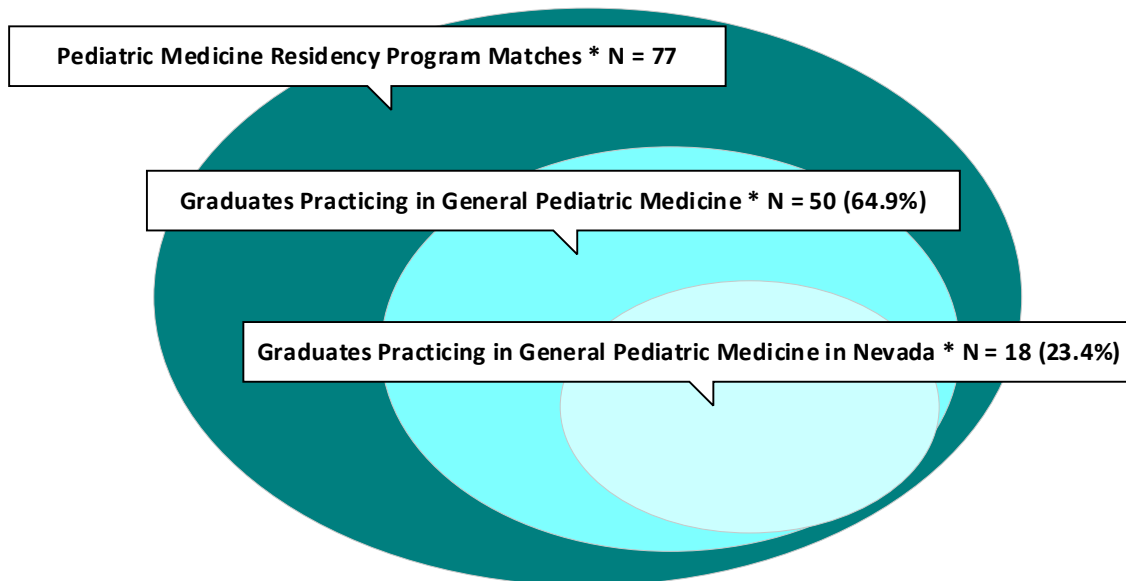 Pediatric Medicine Residency Program Matches * N = 77
Graduates Practicing in General Pediatric Medicine * N = 50 (64.9%)
Graduates Practicing in General Pediatric Medicine in Nevada * N = 18 (23.4%)